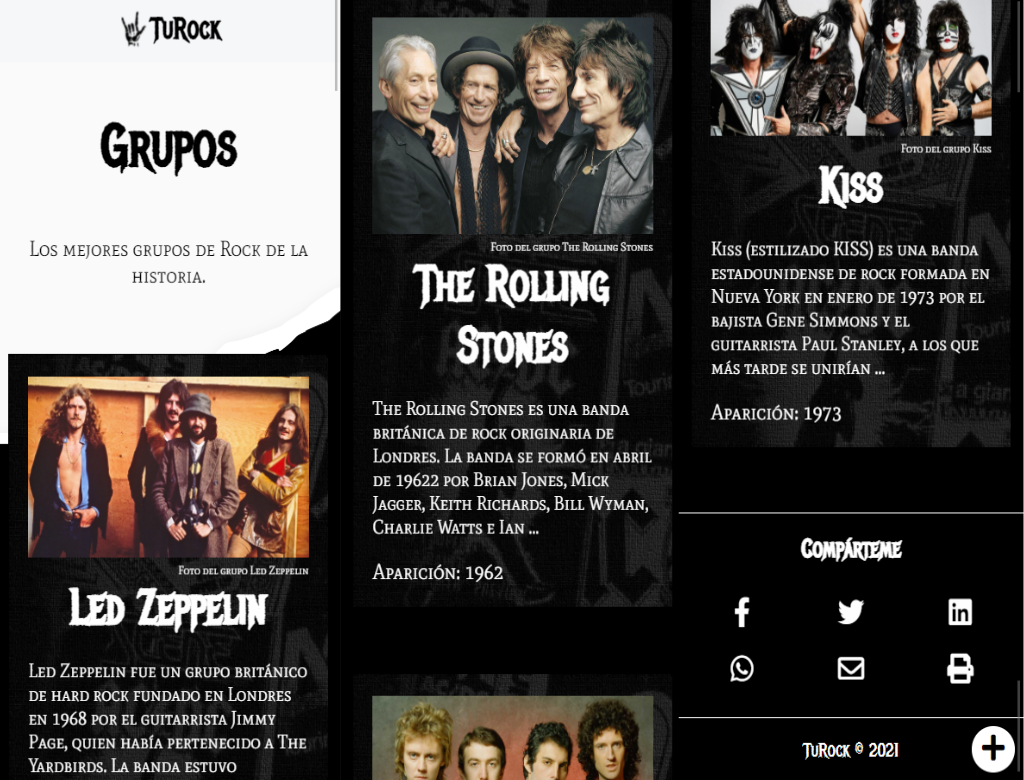 TuRock
Grupos
Los mejores grupos de Rock de la
historia.
Foto del grupo Led Zeppelin
Led Zeppelin
Led Zeppelin fue un grupo británico
de hard rock fundado en Londres
en 1968 por el guitarrista Jimmy
Page, quien había pertenecido a The
Yardbirds. La banda estuvo
Foto del grupo The Rolling Stones
The Rolling
Stones
The Rolling Stones es una banda
británica de rock originaria de
Londres. La banda se formó en abril
de 19622 por Brian Jones, Mick
Jagger, Keith Richards, Bill Wyman,
Charlie Watts e Ian ...
Aparición: 1962
Foto del grupo Kiss
Kiss
Kiss (estilizado KISS) es una banda
estadounidense de rock formada en
Nueva York en enero de 1973 por el
bajista Gene Simmons y el
guitarrista Paul Stanley, a los que
más tarde se unirían ...
Aparición: 1973
Compárteme
TuRock © 2021